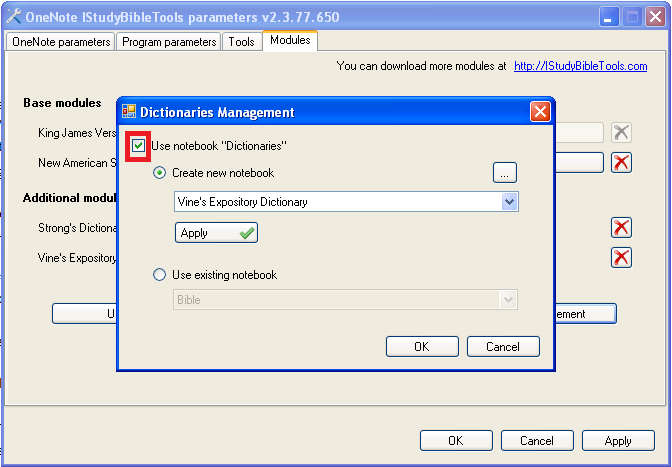 OneNote IStudyBibleTools parameters v2.3.77.650
OneNote parameters
Program parameters
Tools
Modules
You can download more modules at http://IStudyBibleTools.com
Base modules
King James Vers
New American S
Additional modul
Strong's Dictiona
Vine's Expository
U
ement
Dictionaries Management
Use notebook "Dictionaries"
Create new notebook
...
Vine's Expository Dictionary
Apply
Use existing notebook
Bible
OK
Cancel
OK
Cancel
Apply